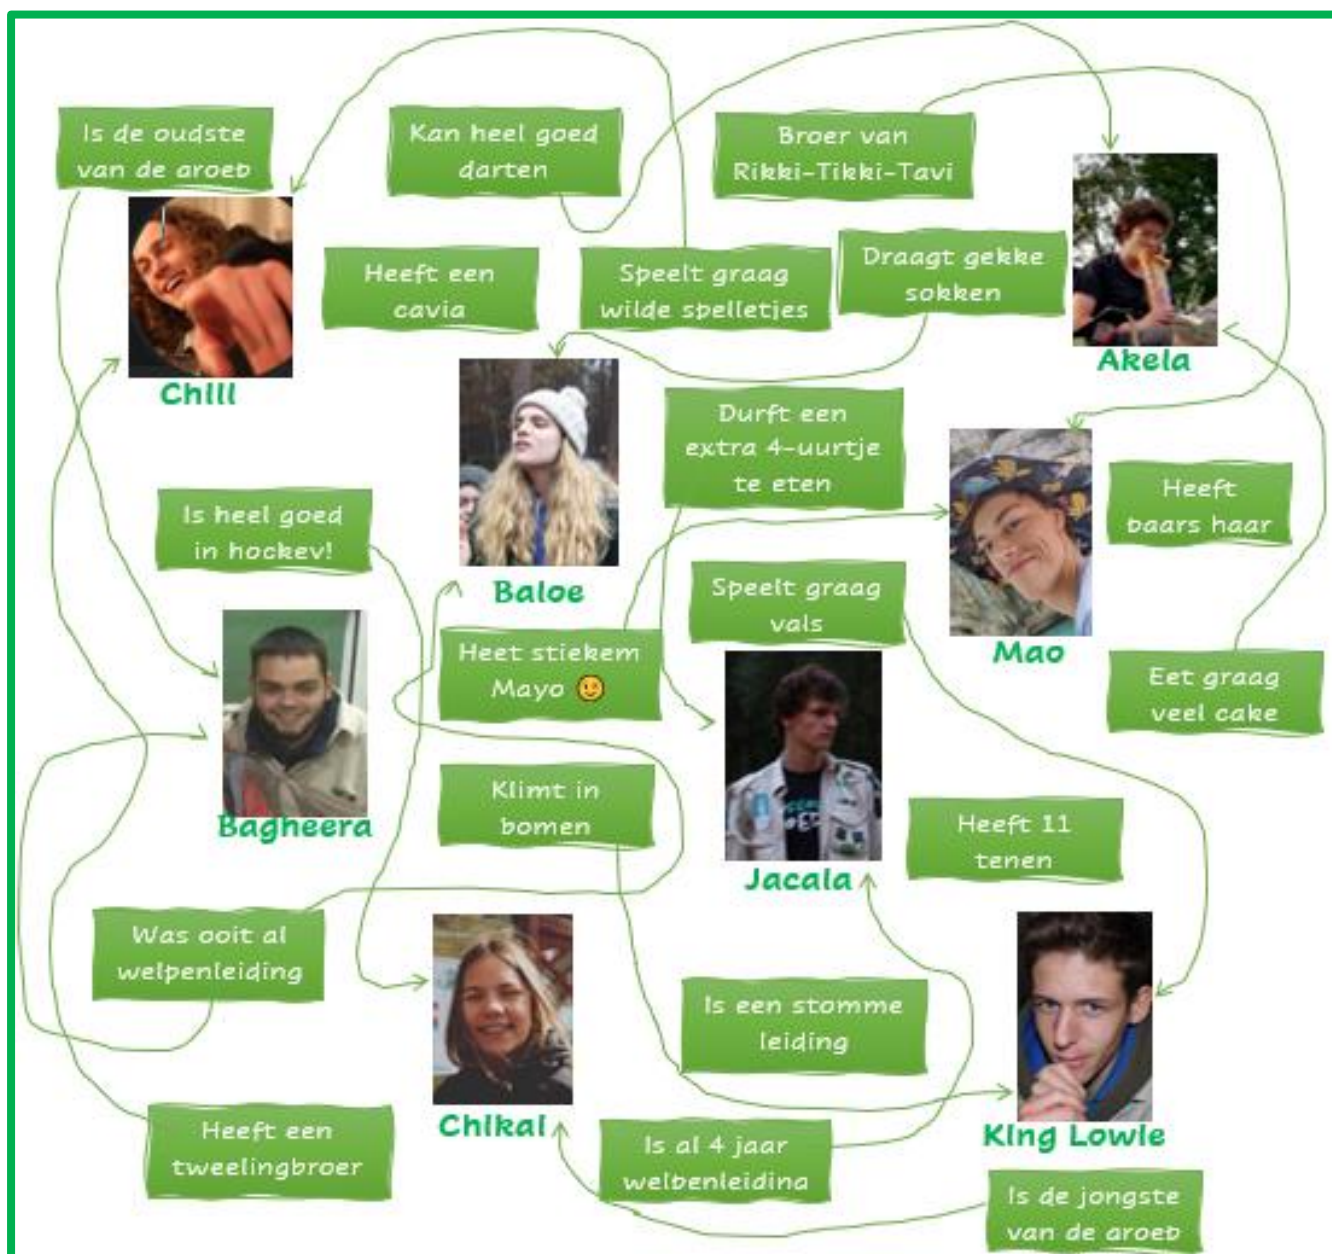 Is de oudste
van de groep
Kan heel goed
darten
Broer van
Rikki-Tikki-Tavi
Heeft een
cavia
Speelt graag
wilde spelletjes
Draagt gekke
sokken
Akela
Chill
Durft een
extra 4-uurtje
te eten
Heeft
paars haar
Is heel goed
in hockey!
Baloe
Speelt graag
vals
Mao
Heet stiekem
Mayo 😉
Eet graag
veel cake
Klimt in
bomen
Bagheera
Heeft 11
tenen
Jacala
Was ooit al
welpenleiding
Is een stomme
leiding
Chikai
King Lowie
Heeft een
tweelingbroer
Is al 4 jaar
welpenleiding
Is de jongste
van de groep